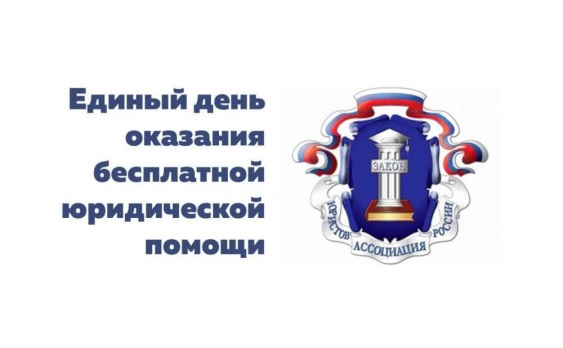 Единый день
оказания
бесплатной
юридической
помощи
ЗАКОН
АССОЦИАЦИЯ
ЮРИСТОВ
РОССИИ